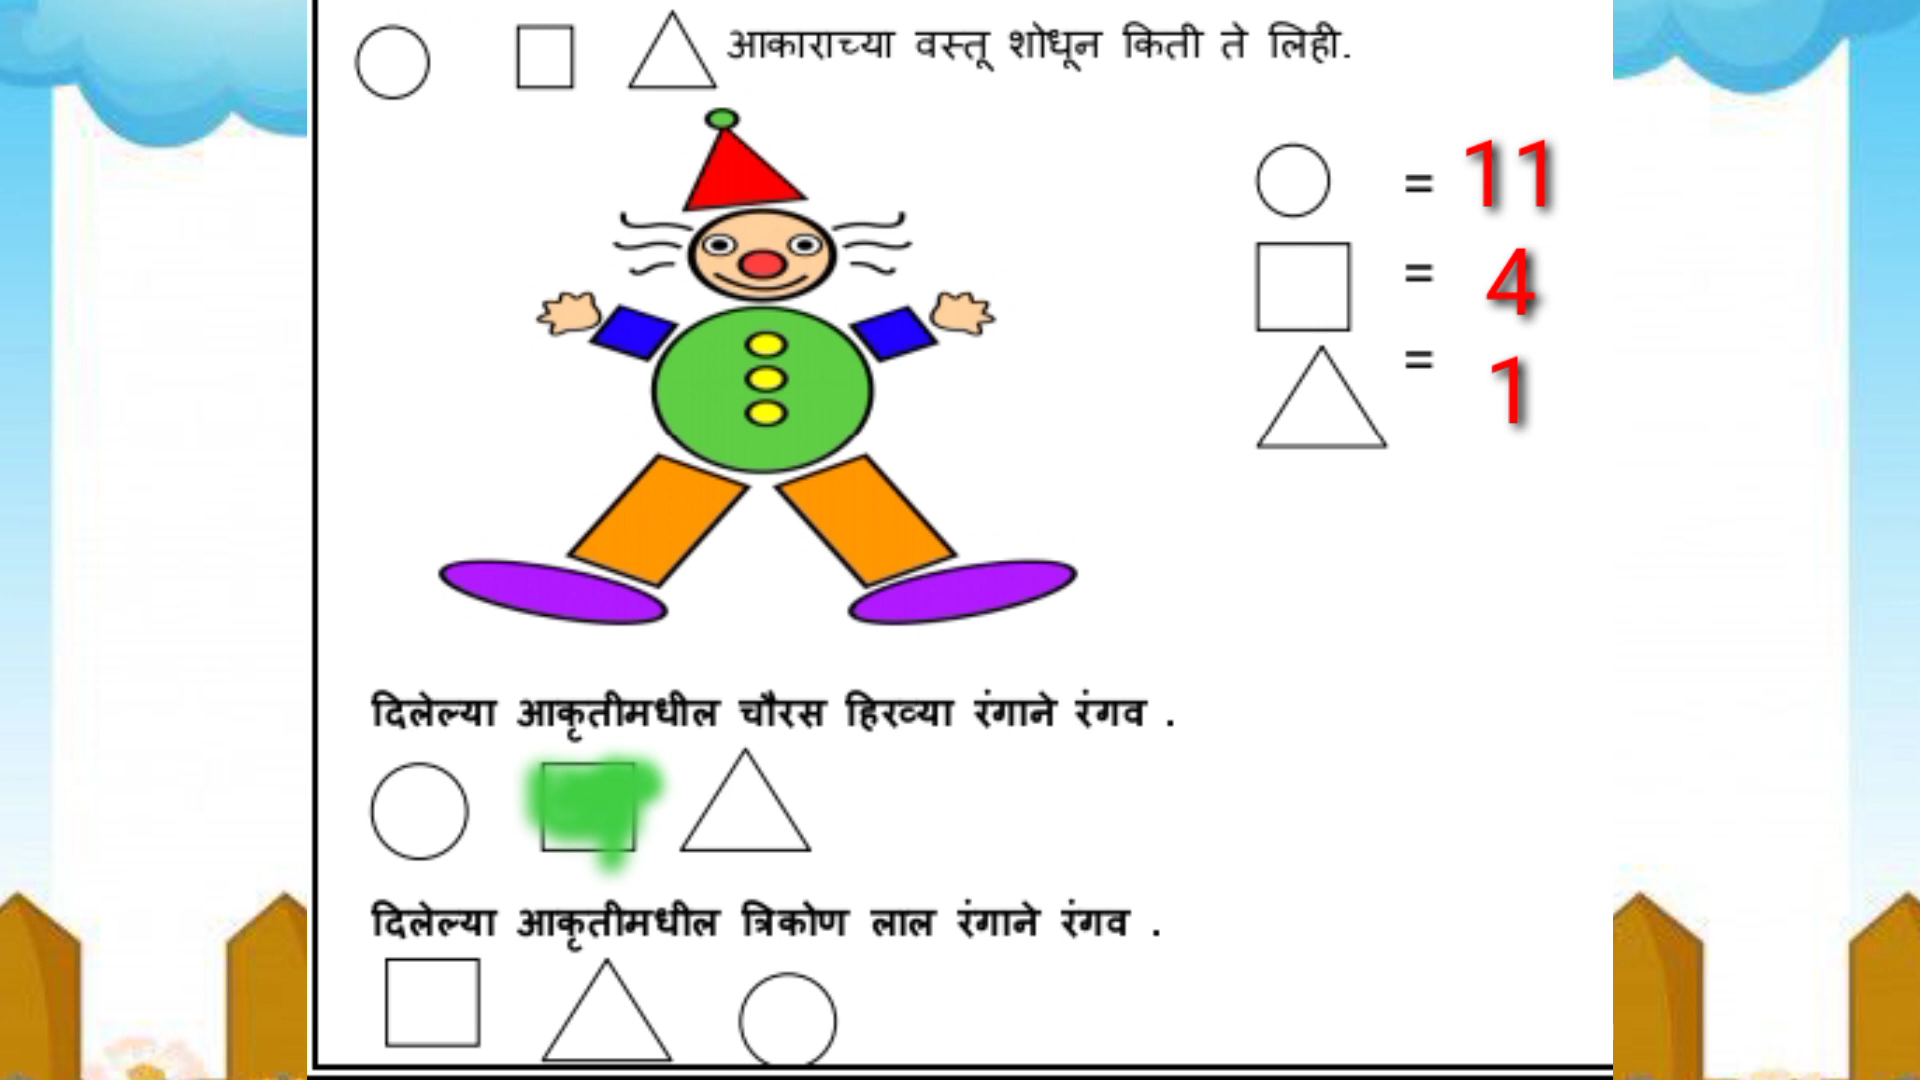 आकाराच्या वस्तू शोधून किती ते लिही.
= 11
= 4
= 1
दिलेल्या आकृतीमधील चौरस हिरव्या रंगाने रंगव .
दिलेल्या आकृतीमधील त्रिकोण लाल रंगाने रंगव .